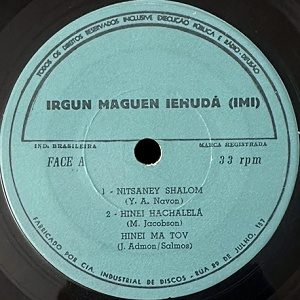 TODOS OS DIREITOS RESERVADOS INCLUSIVE EXECUÇÃO PÚBLICA E RÁDIO-DIFUSÃO
IRGUN MAGUEN IEHUDÁ (IMI)
IND. BRASILEIRA
MARCA REGISTRADA
FACE A
33 rpm
1 - NITSANEY SHALOM
(Y. A. Navon)
2 - HINEI HACHALELÁ
(M. Jacobson)
HINEI MA TOV
(J. Admon/Salmos)
FABRICADO POR CIA. INDUSTRIAL DE DISCOS - RUA 29 DE JULHO, 157